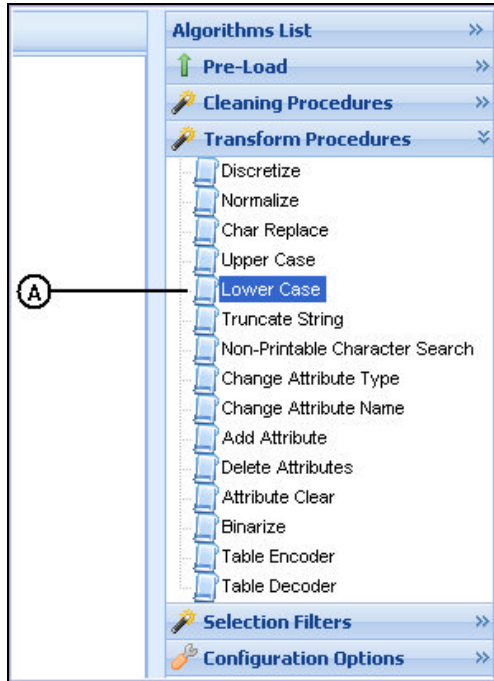 Algorithms List
Pre-Load
Cleaning Procedures
Transform Procedures
Discretize
Normalize
Char Replace
Upper Case
A Lower Case
Truncate String
Non-Printable Character Search
Change Attribute Type
Change Attribute Name
Add Attribute
Delete Attributes
Attribute Clear
Binarize
Table Encoder
Table Decoder
Selection Filters
Configuration Options